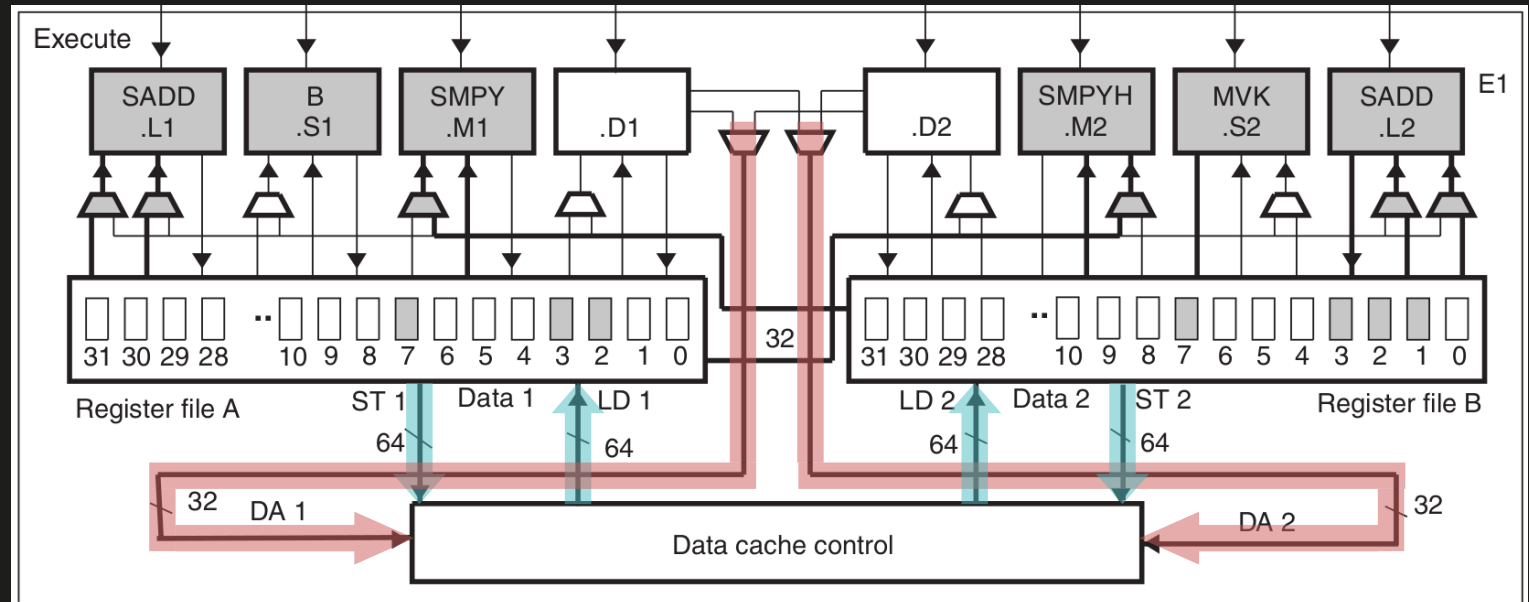 Execute
SADD
.L1
B
.S1
SMPY
.M1
.D1
.D2
SMPYH
.M2
MVK
.S2
SADD
.L2
E1
31 30 29 28 .. 10 9 8 7 6 5 4 3 2 1 0
32
31 30 29 28 .. 10 9 8 7 6 5 4 3 2 1 0
Register file A
ST 1
Data 1
LD 1
LD 2
Data 2
ST 2
Register file B
64
64
64
64
32
DA 1
DA 2
32
Data cache control